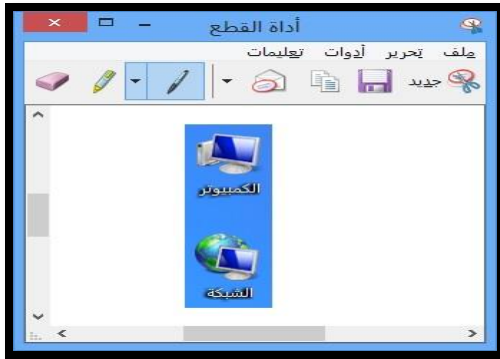 أداة القطع
ملف تحرير أدوات تعليمات
جديد
الكمبيوتر
الشبكة